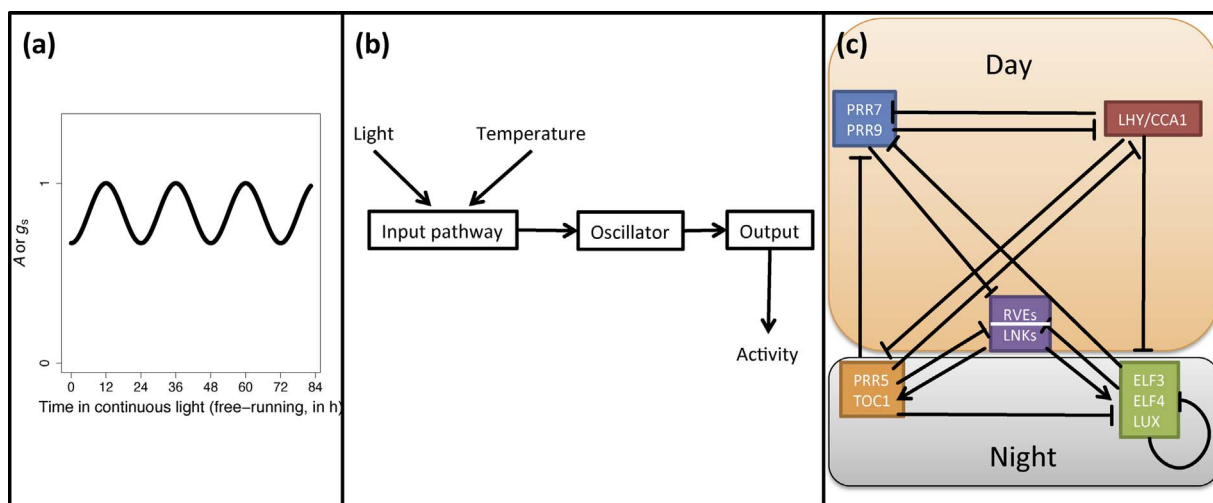 (a)
1
0
A or gs
0 12 24 36 48 60 72 84
Time in continuous light (free-running, in h)
(b)
Light
Temperature
Input pathway
Oscillator
Output
Activity
(c)
Day
PRR7
PRR9
LHY/CCA1
RVEs
LNKs
PRR5
TOC1
ELF3
ELF4
LUX
Night